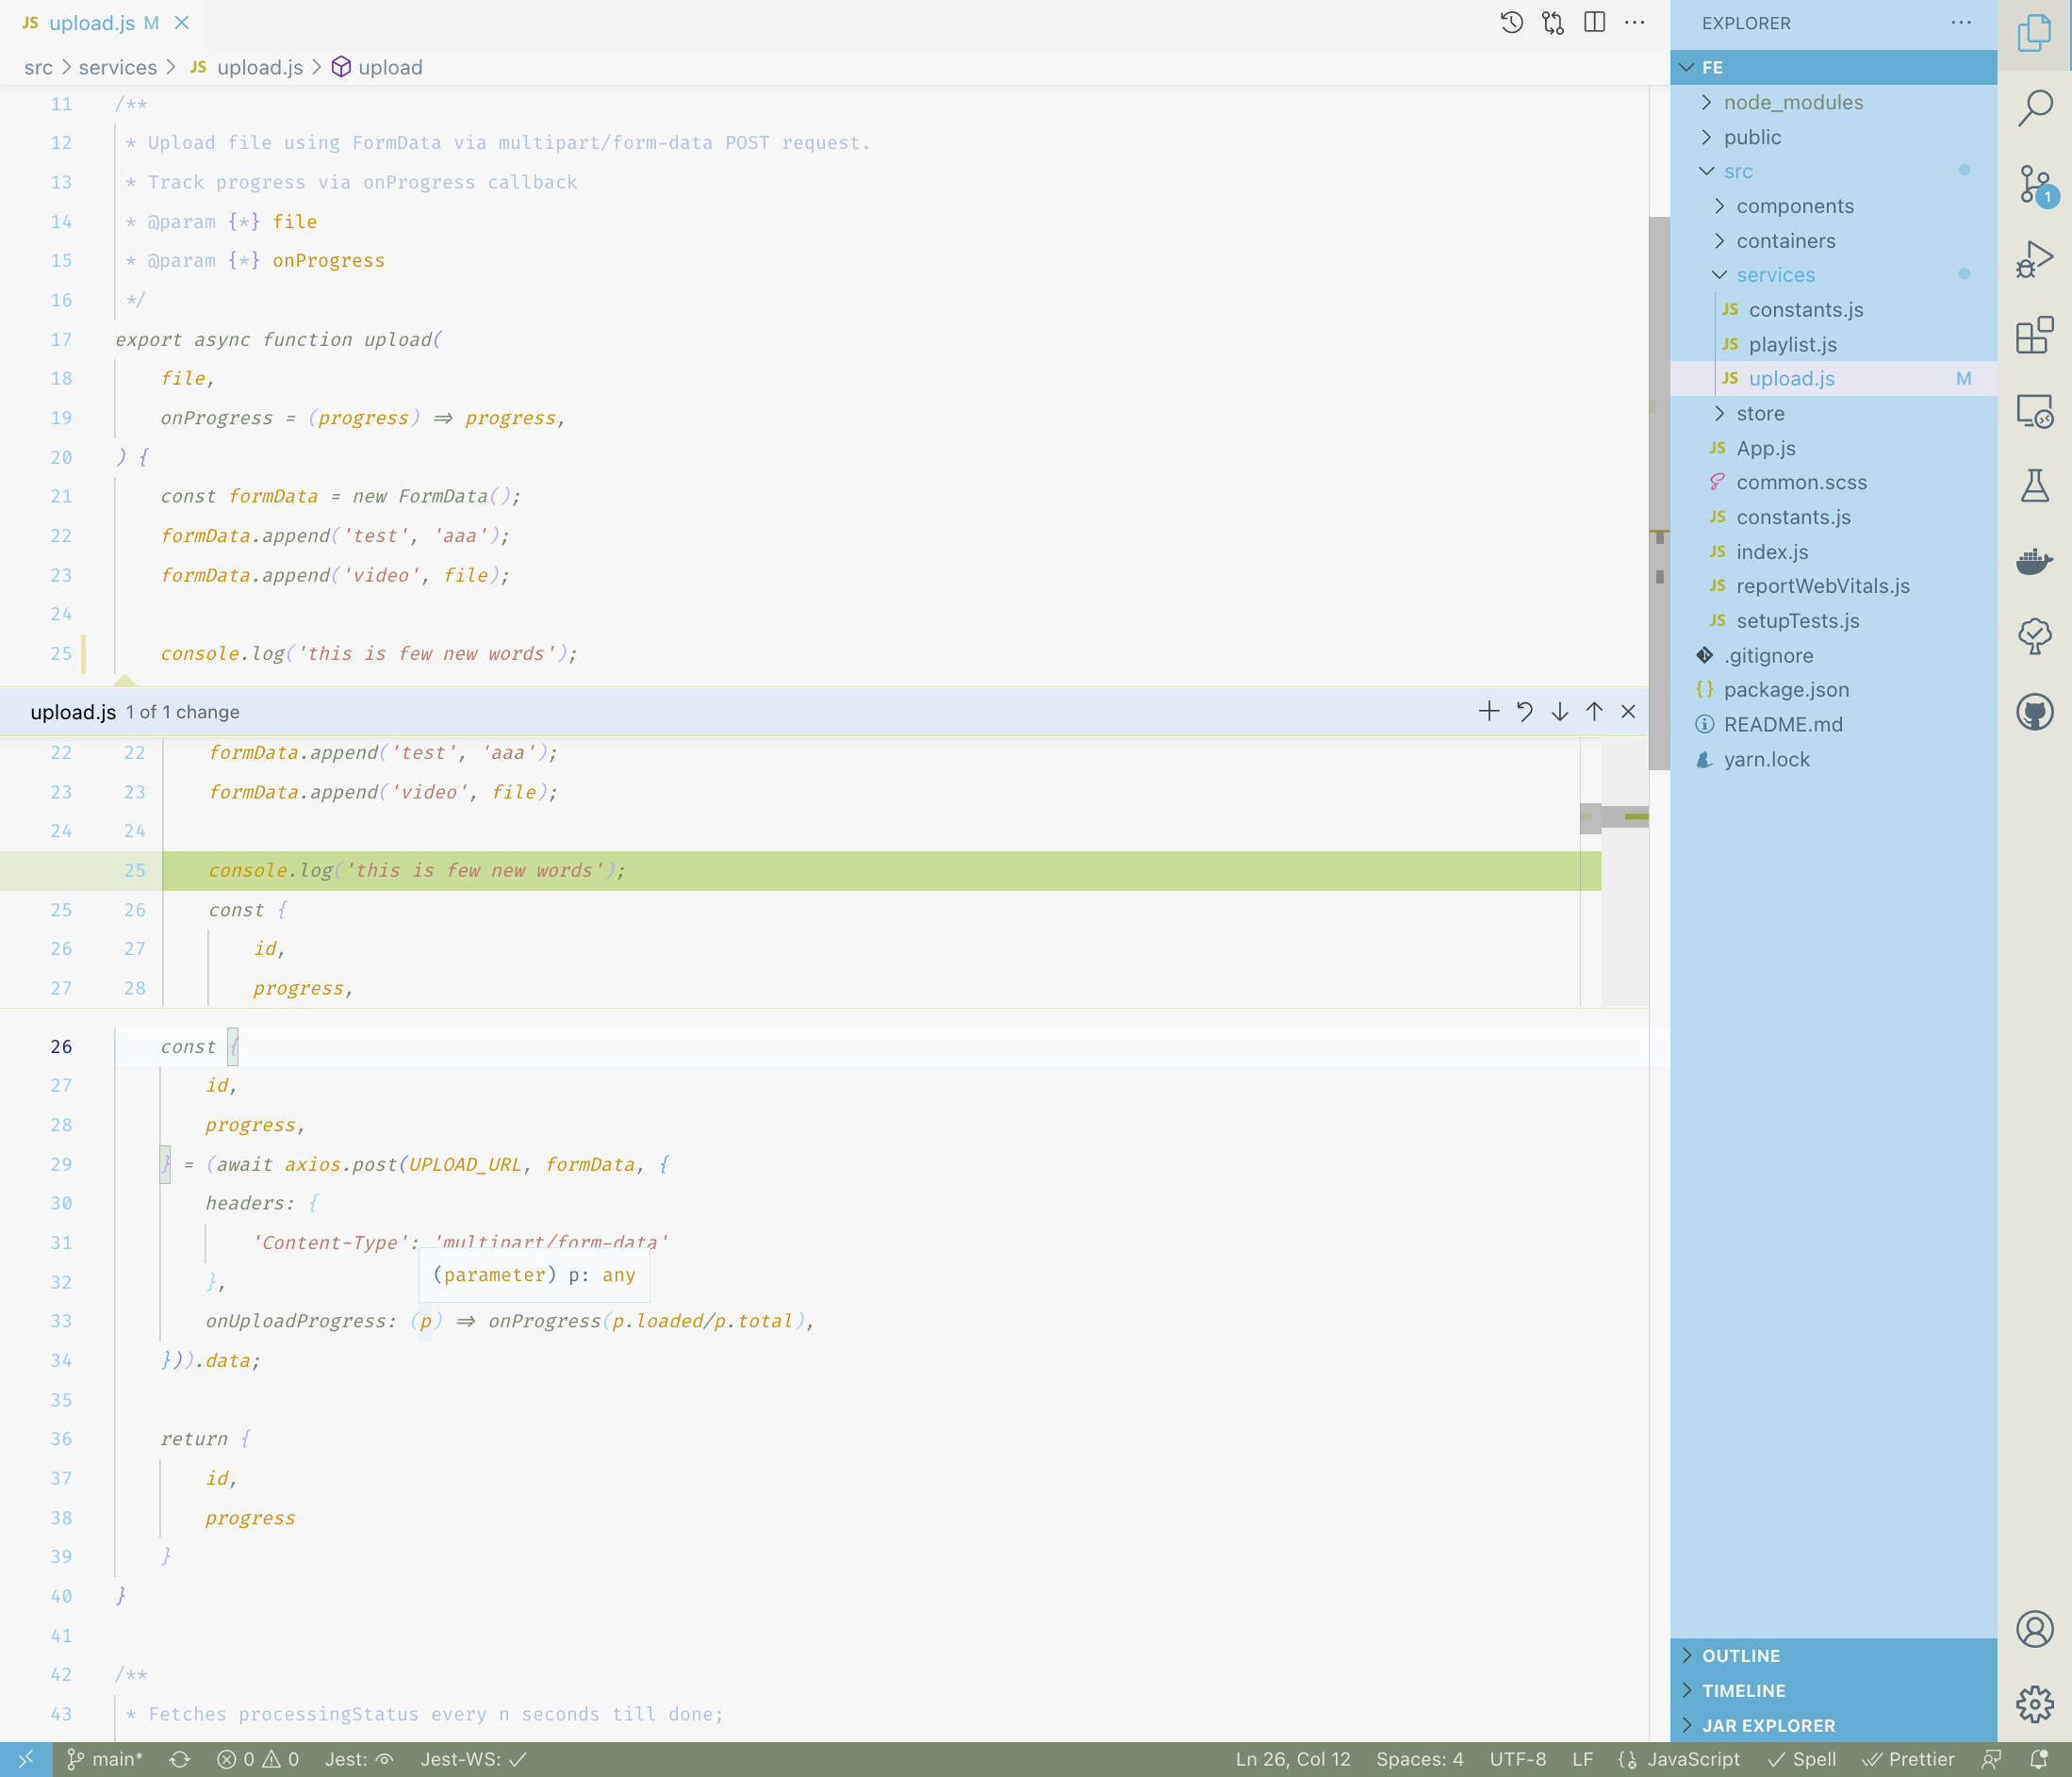 JS upload.js M
src > services > JS upload.js > upload
11 /**
12 * Upload file using FormData via multipart/form-data POST request.
13 * Track progress via onProgress callback
14 * @param {*} file
15 * @param {*} onProgress
16 */
17 export async function upload(
18 file,
19 onProgress = (progress) => progress,
20 ) {
21 const formData = new FormData();
22 formData.append('test', 'aaa');
23 formData.append('video', file);
24
25 console.log('this is few new words');
upload.js 1 of 1 change
22 22 formData.append('test', 'aaa');
23 23 formData.append('video', file);
24 24
25 console.log('this is few new words');
25 26 const {
26 27 id,
27 28 progress,
26 const {
27 id,
28 progress,
29 } = (await axios.post(UPLOAD_URL, formData, {
30 headers: {
31 'Content-Type': 'multipart/form-data'
(parameter) p: any
32 },
33 onUploadProgress: (p) => onProgress(p.loaded/p.total),
34 })).data;
35
36 return {
37 id,
38 progress
39 }
40 }
41
42 /**
43 * Fetches processingStatus every n seconds till done;
EXPLORER
FE
node_modules
public
src
components
containers
services
JS constants.js
JS playlist.js
JS upload.js M
store
JS App.js
common.scss
JS constants.js
JS index.js
JS reportWebVitals.js
JS setupTests.js
.gitignore
{} package.json
README.md
yarn.lock
OUTLINE
TIMELINE
JAR EXPLORER
1
main* 0 0 Jest: Jest-WS: Ln 26, Col 12 Spaces: 4 UTF-8 LF JavaScript Spell Prettier